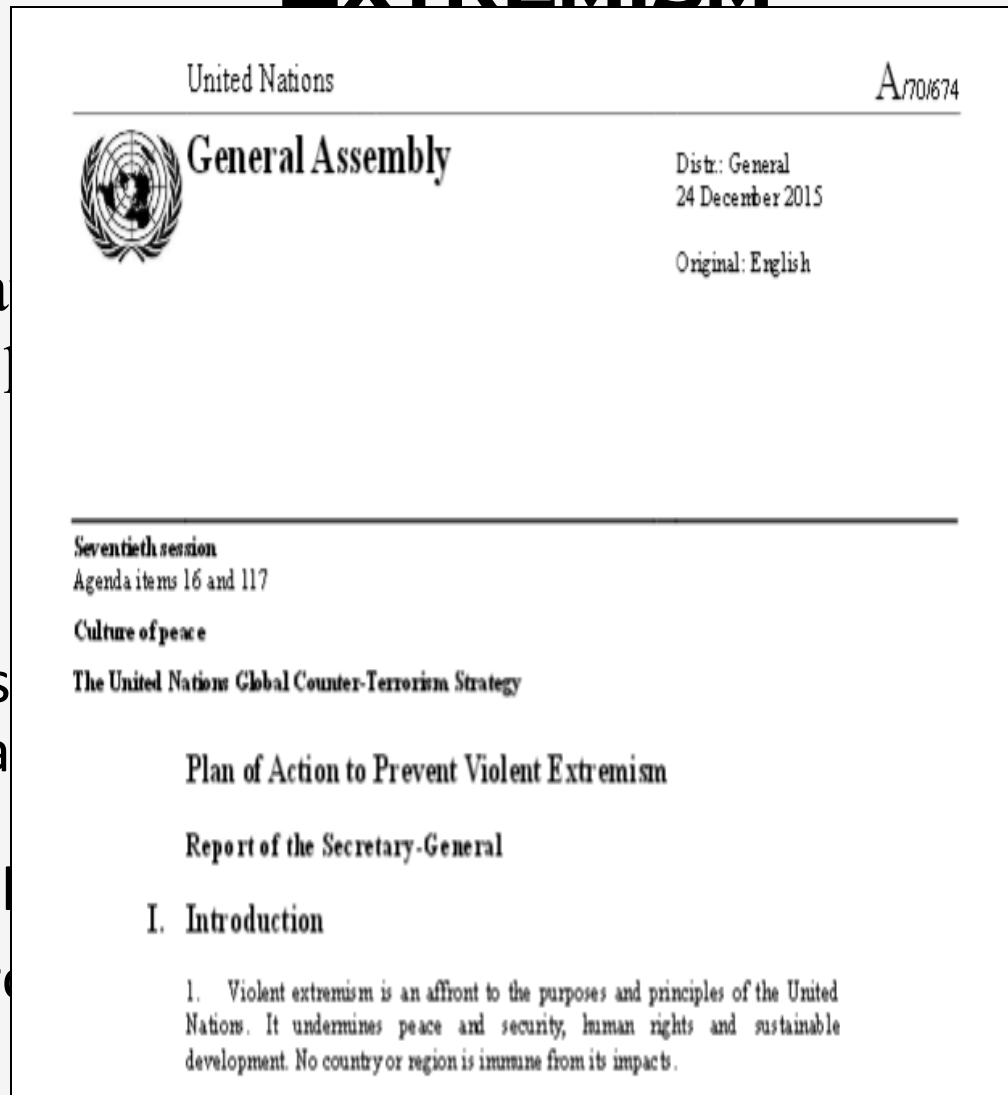 EXTREMISM
United Nations
A/70/674
General Assembly
Distr.: General
24 December 2015
Original: English
Seventieth session
Agenda items 16 and 117
Culture of peace
The United Nations Global Counter-Terrorism Strategy
Plan of Action to Prevent Violent Extremism
Report of the Secretary-General
I. Introduction
1. Violent extremism is an affront to the purposes and principles of the United
Nations. It undermines peace and security, human rights and sustainable
development. No country or region is immune from its impacts.